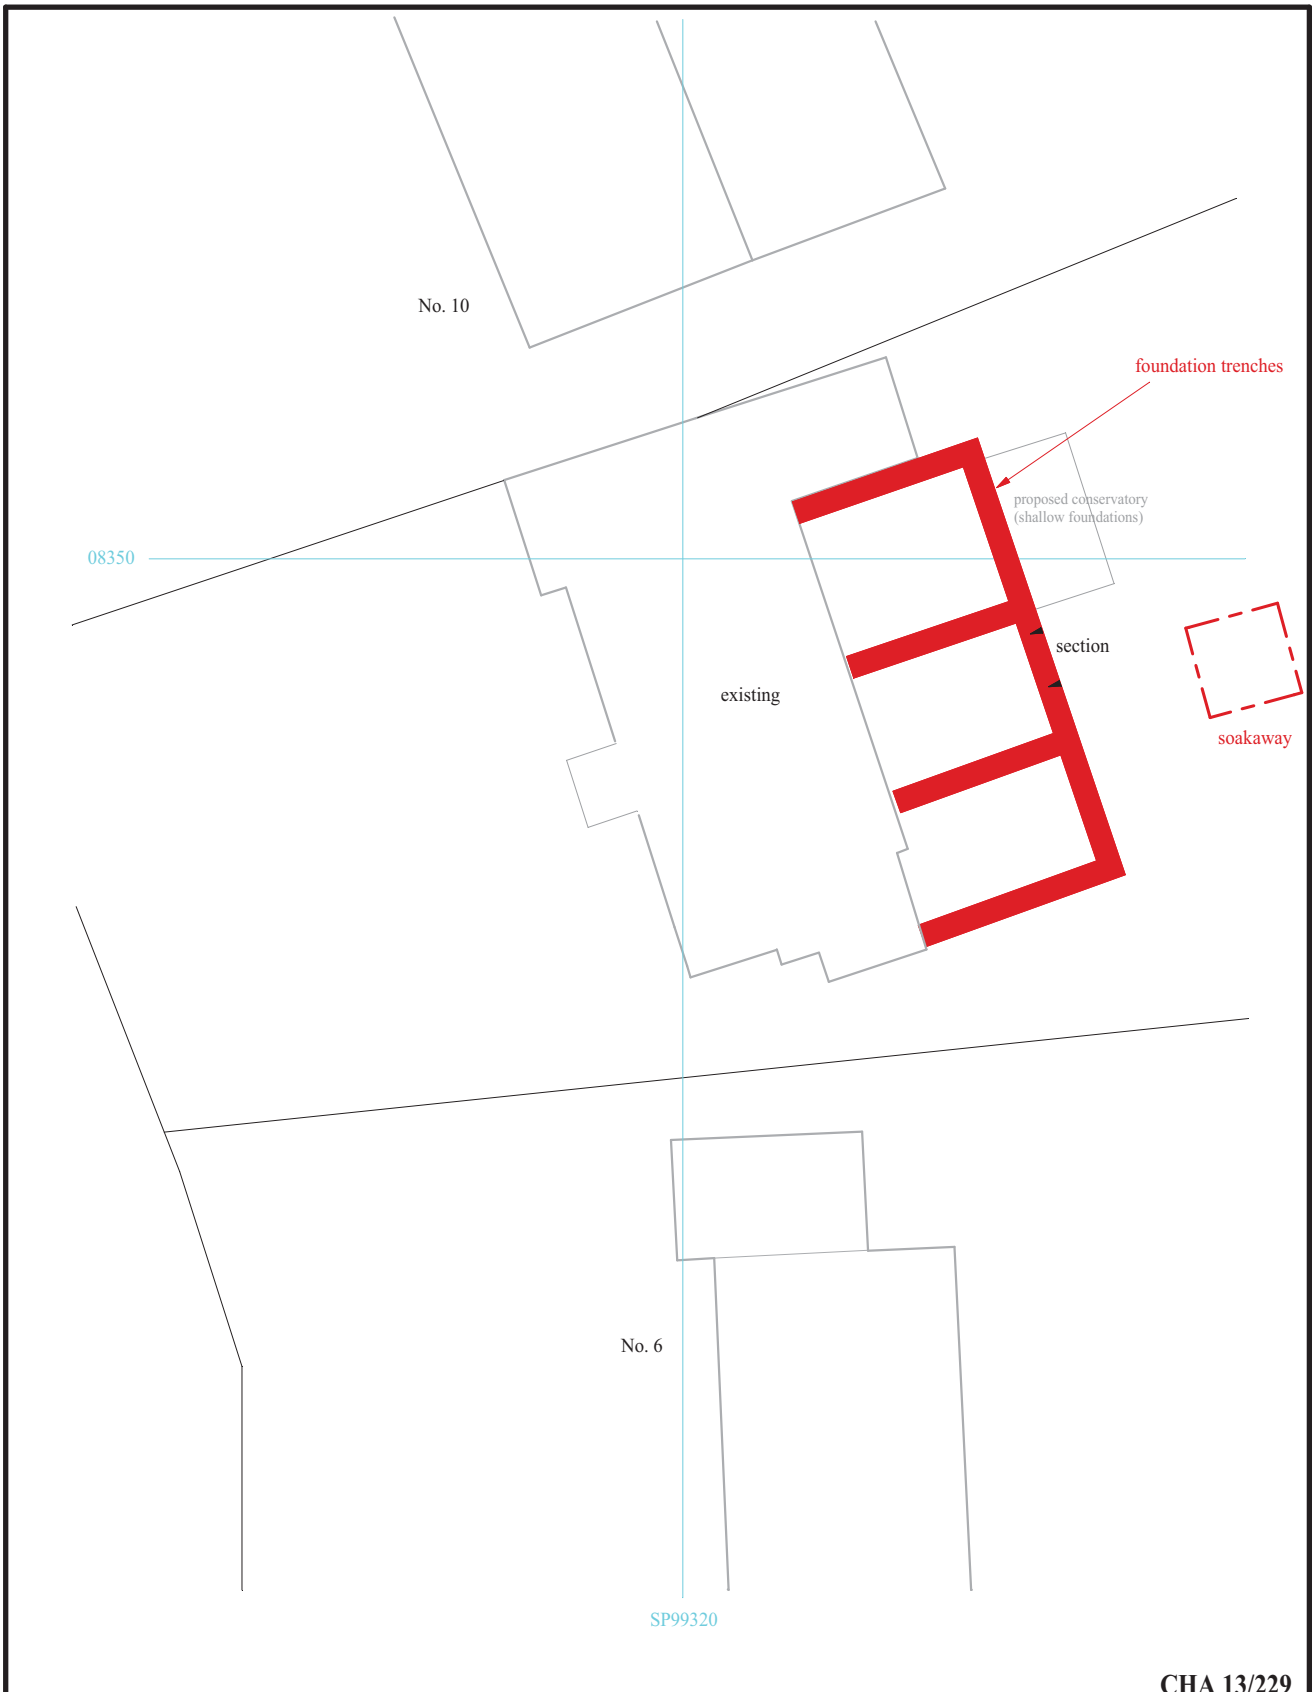 No. 10
foundation trenches
proposed conservatory
(shallow foundations)
08350
section
existing
soakaway
No. 6
SP99320
CHA 13/229